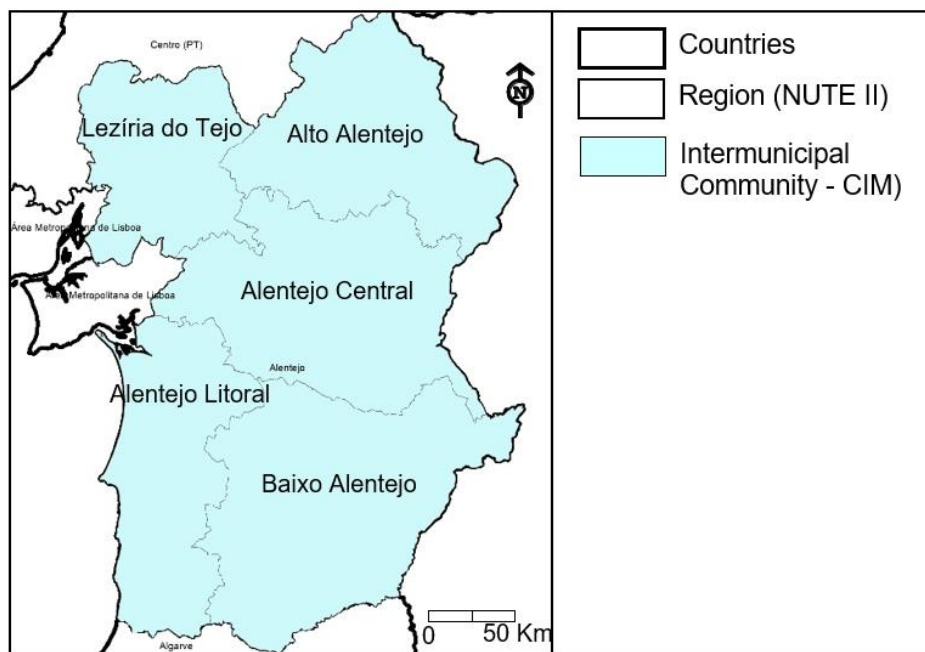 Centro (PT)
Lezíria do Tejo
Alto Alentejo
N
Área Metropolitana de Lisboa
Área Metropolitana de Lisboa
Alentejo Central
Alentejo
Alentejo Litoral
Baixo Alentejo
0 50 Km
Algarve
Countries
Region (NUTE II)
Intermunicipal
Community - CIM)